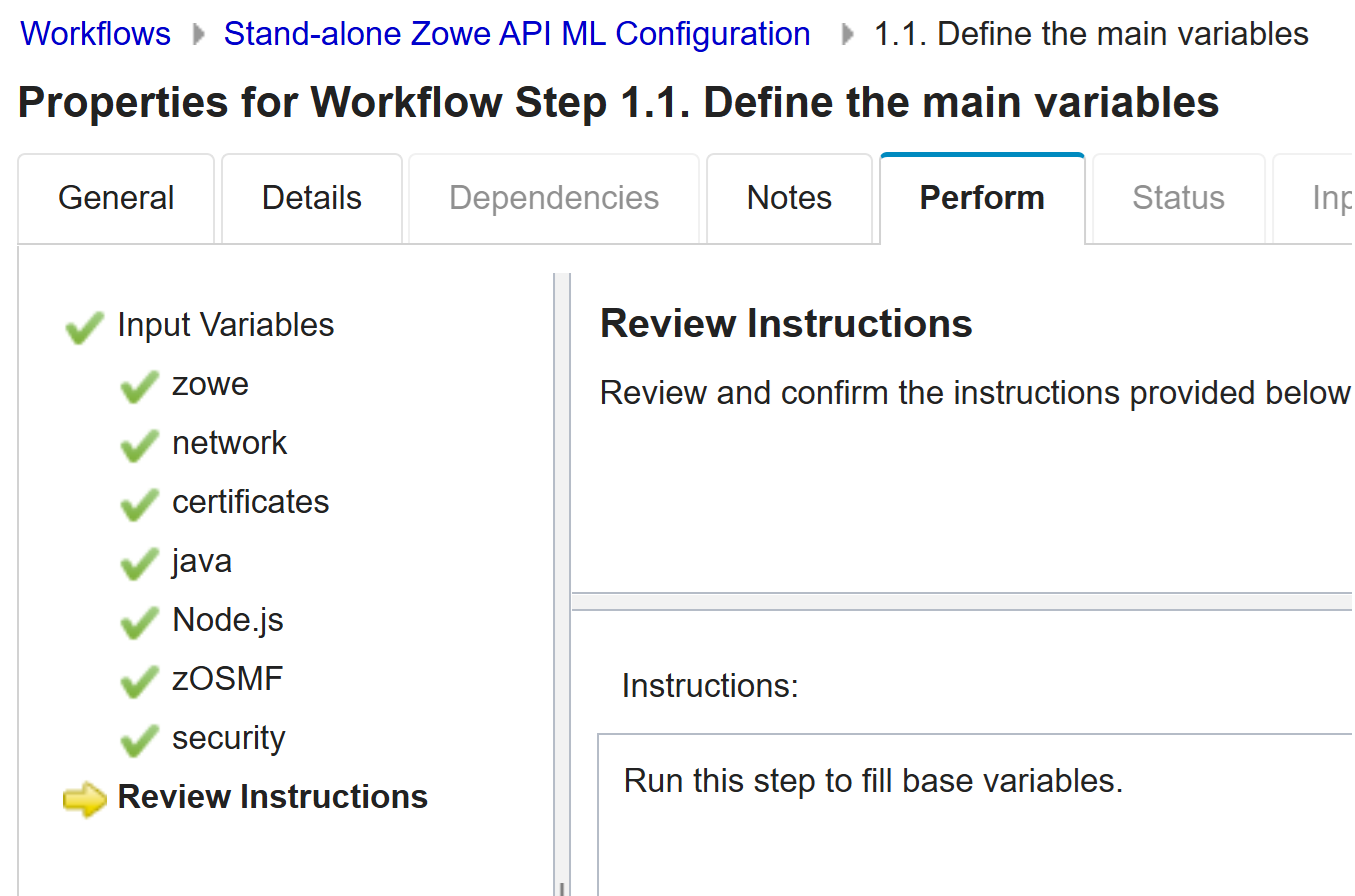 Workflows Stand-alone Zowe API ML Configuration 1.1. Define the main variables
Properties for Workflow Step 1.1. Define the main variables
General Details Dependencies Notes Perform Status Inp
Input Variables
zowe
network
certificates
java
Node.js
zOSMF
security
Review Instructions
Review Instructions
Review and confirm the instructions provided below
Instructions:
Run this step to fill base variables.